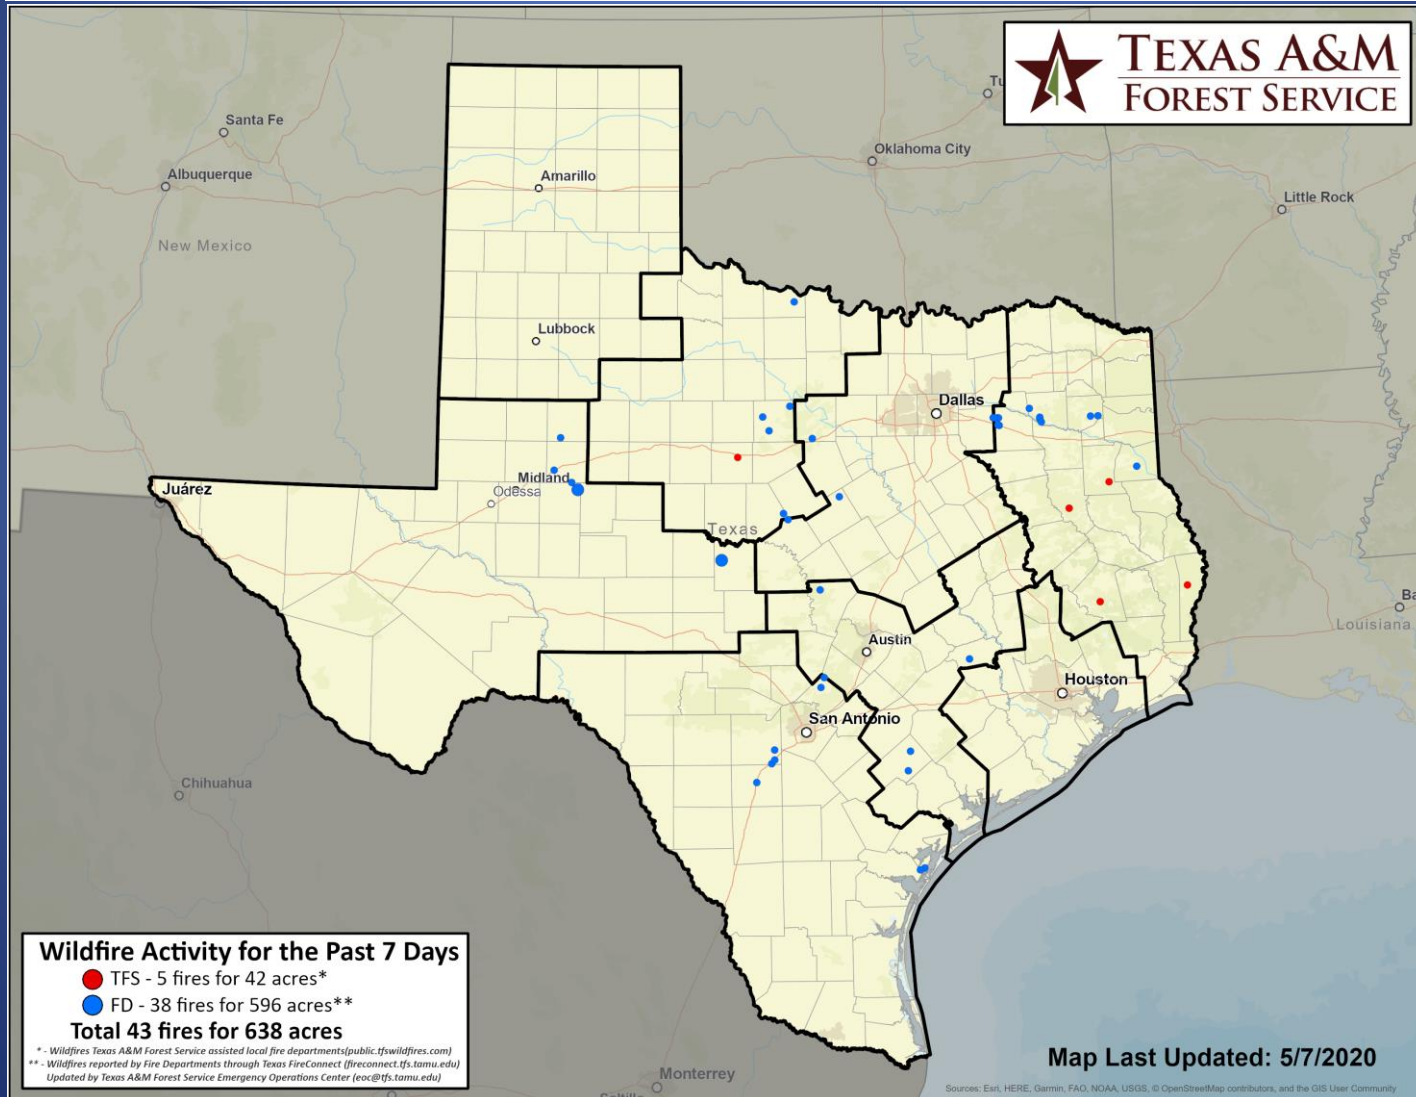 TEXAS A&M
FOREST SERVICE
Tu
Santa Fe
Oklahoma City
Albuquerque
Amarillo
Little Rock
New Mexico
Lubbock
Dallas
Midland
Juárez
Odessa
Texas
Ba
Louisiana
Austin
Houston
San Antonio
Chihuahua
Wildfire Activity for the Past 7 Days
TFS - 5 fires for 42 acres*
FD - 38 fires for 596 acres**
Total 43 fires for 638 acres
* - Wildfires Texas A&M Forest Service assisted local fire departments(public.tfswildfires.com)
** - Wildfires reported by Fire Departments through Texas FireConnect (fireconnect.tfs.tamu.edu)
Updated by Texas A&M Forest Service Emergency Operations Center (eoc@tfs.tamu.edu)
Map Last Updated: 5/7/2020
Monterrey
Sources: Esri, HERE, Garmin, FAO, NOAA, USGS, © OpenStreetMap contributors, and the GIS User Community